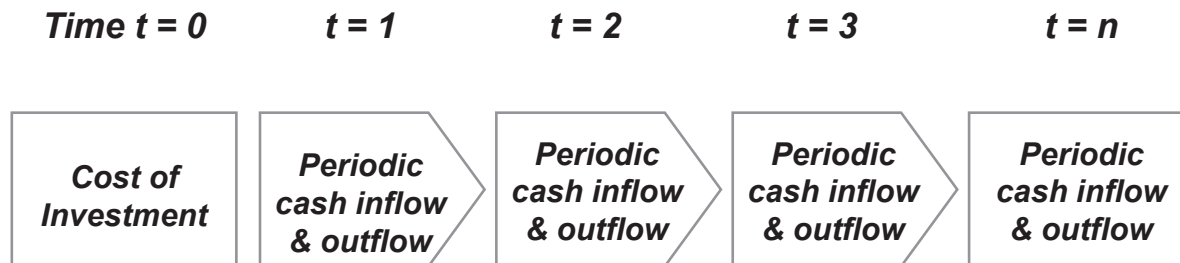 Time t = 0 t = 1 t = 2 t = 3 t = n
Cost of
Investment
Periodic
cash inflow
& outflow
Periodic
cash inflow
& outflow
Periodic
cash inflow
& outflow
Periodic
cash inflow
& outflow